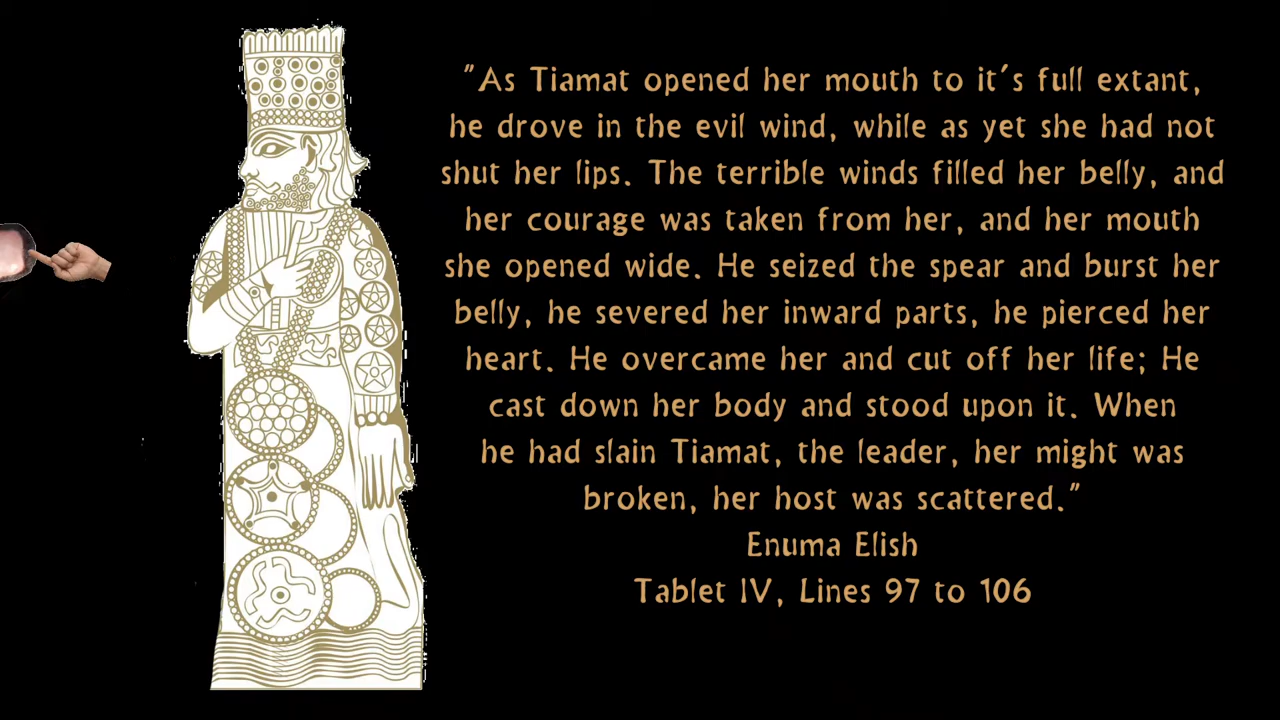 "As Tiamat opened her mouth to it's full extant,
he drove in the evil wind, while as yet she had not
shut her lips. The terrible winds filled her belly, and
her courage was taken from her, and her mouth
she opened wide. He seized the spear and burst her
belly, he severed her inward parts, he pierced her
heart. He overcame her and cut off her life; He
cast down her body and stood upon it. When
he had slain Tiamat, the leader, her might was
broken, her host was scattered."
Enuma Elish
Tablet IV, Lines 97 to 106